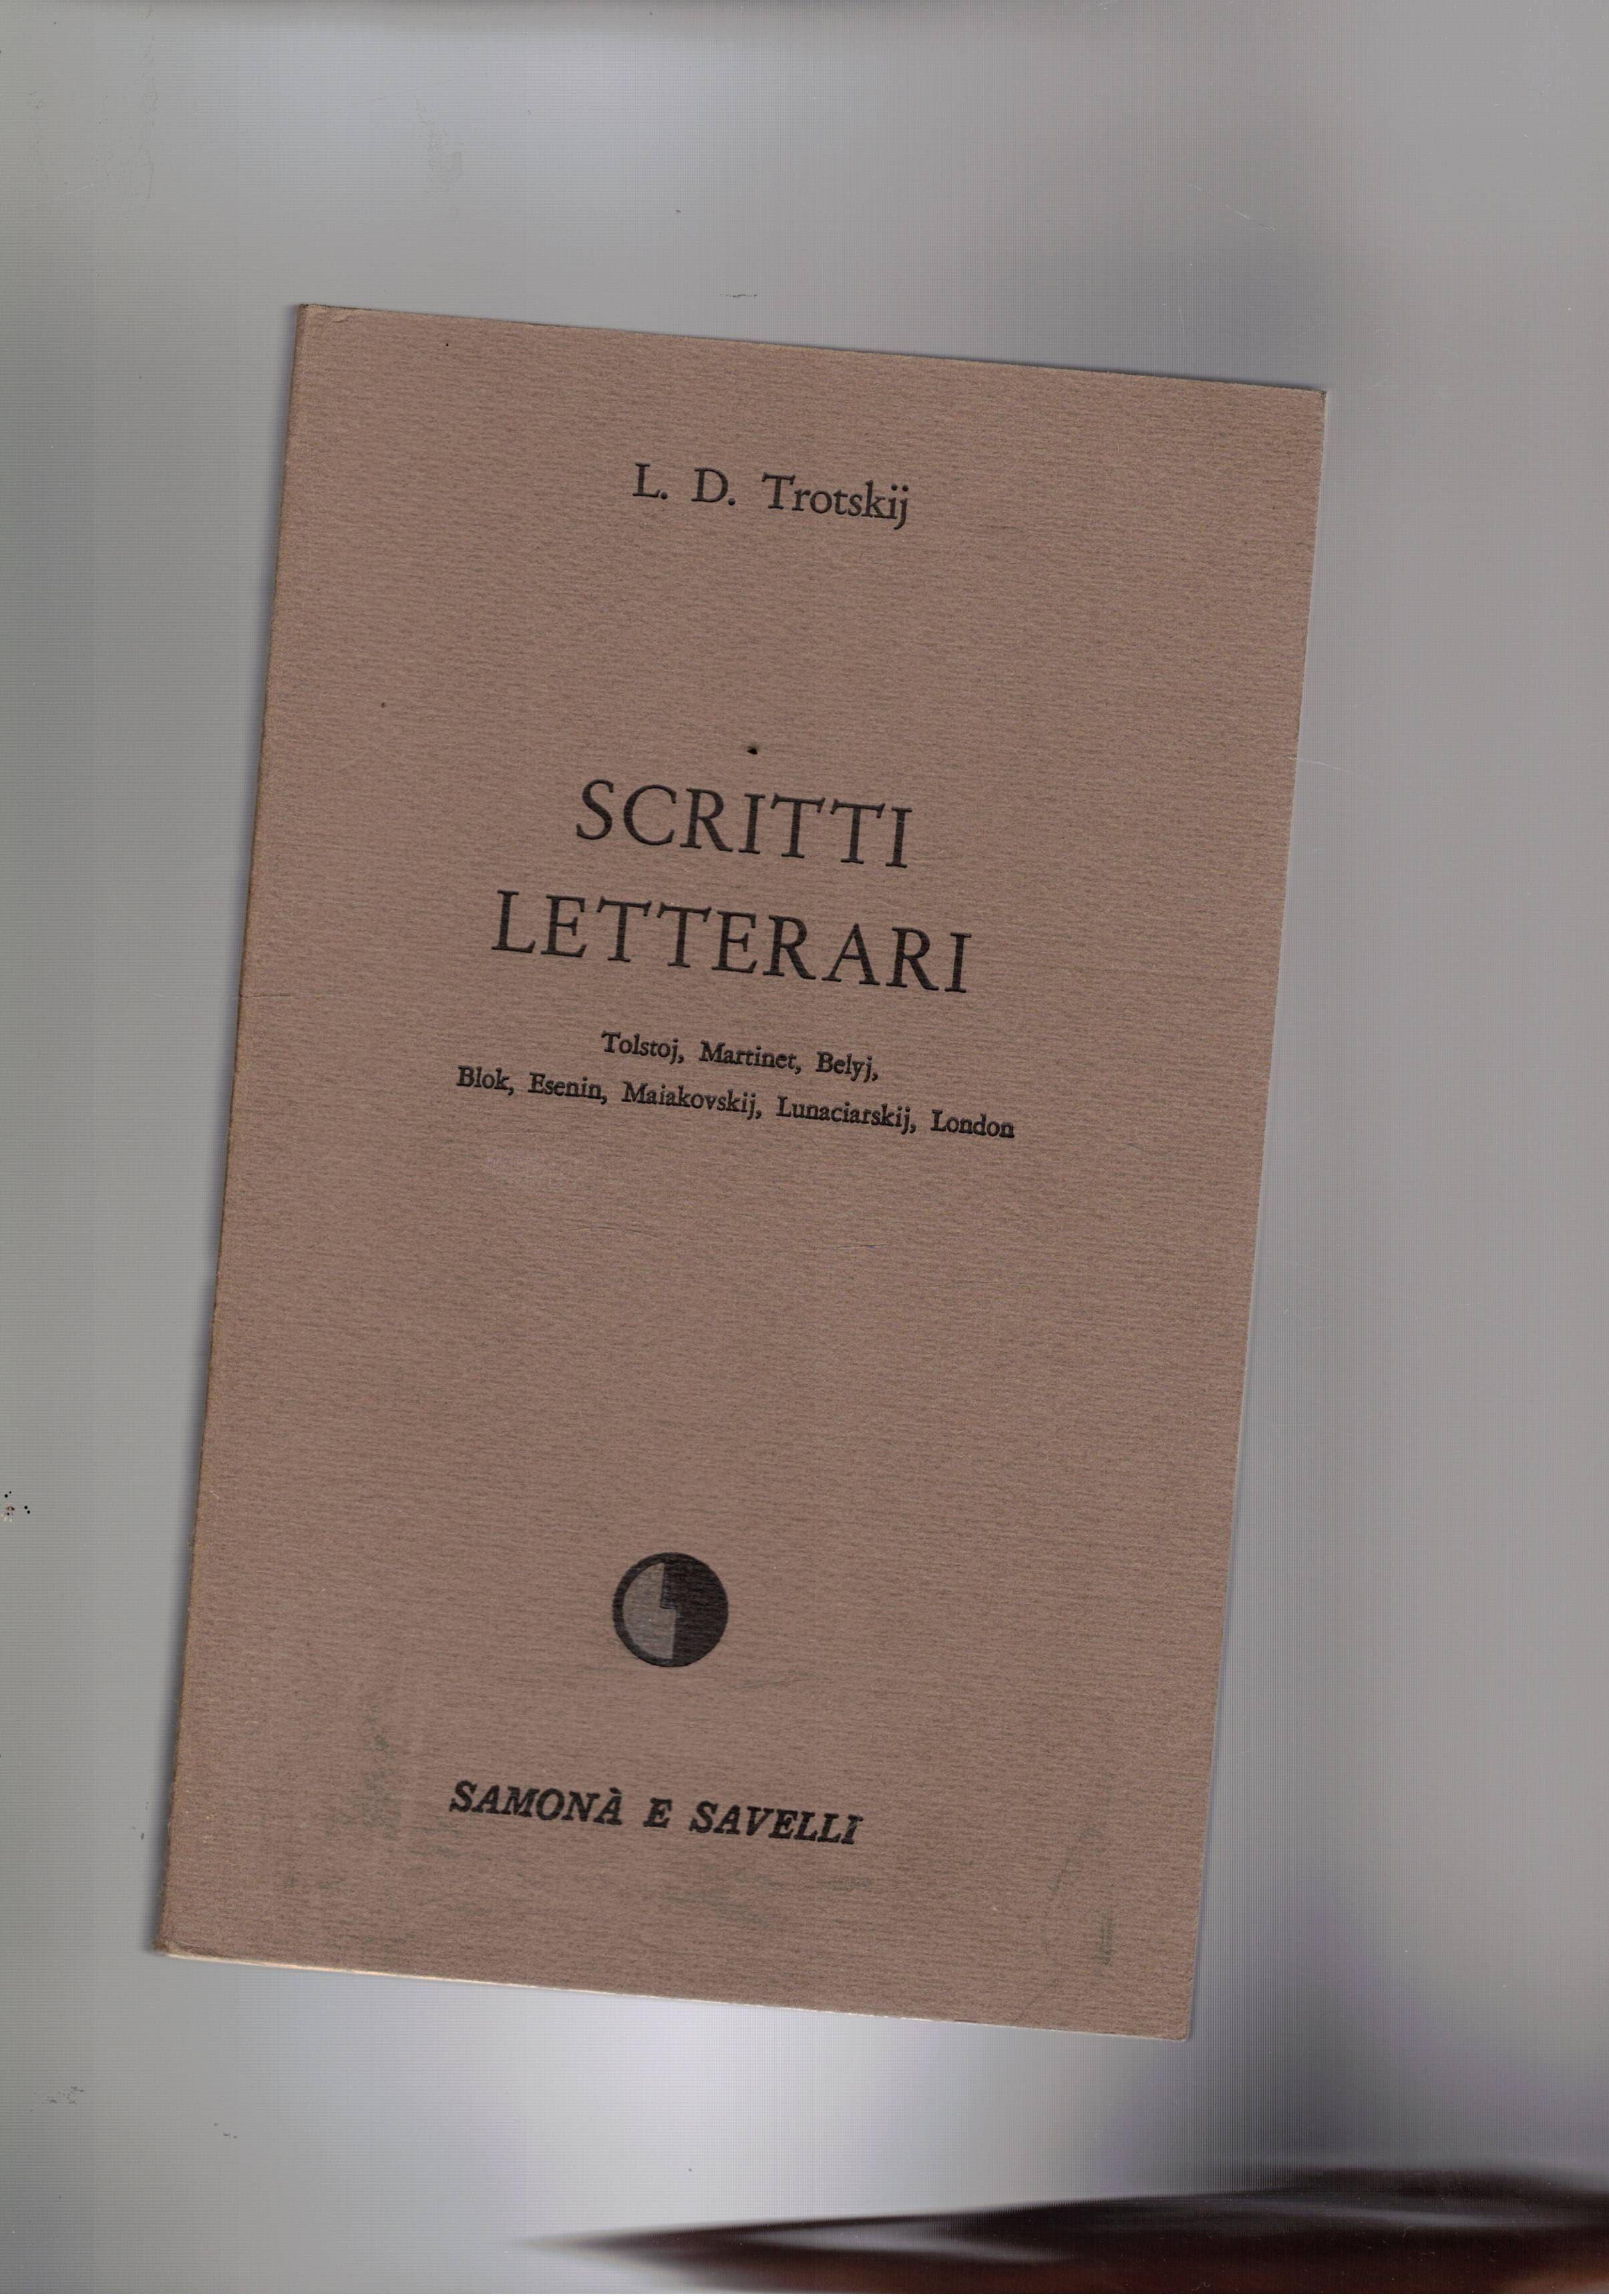 L. D. Trotskij
SCRITTI
LETTERARI
Tolstoj, Martinet, Belyj,
Blok, Esenin, Maiakovskij, Lunaciarskij, London
SAMONÀ E SAVELLI